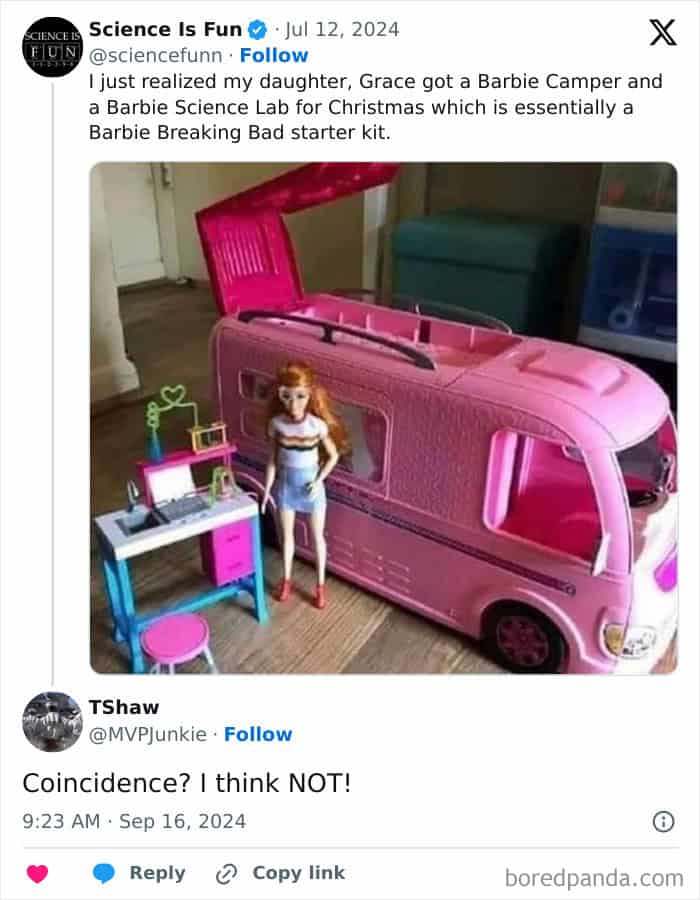 SCIENCE IS
FUN
Science Is Fun · Jul 12, 2024
@sciencefunn · Follow
I just realized my daughter, Grace got a Barbie Camper and
a Barbie Science Lab for Christmas which is essentially a
Barbie Breaking Bad starter kit.
TShaw
@MVPJunkie · Follow
Coincidence? I think NOT!
9:23 AM · Sep 16, 2024
Reply
Copy link
boredpanda.com